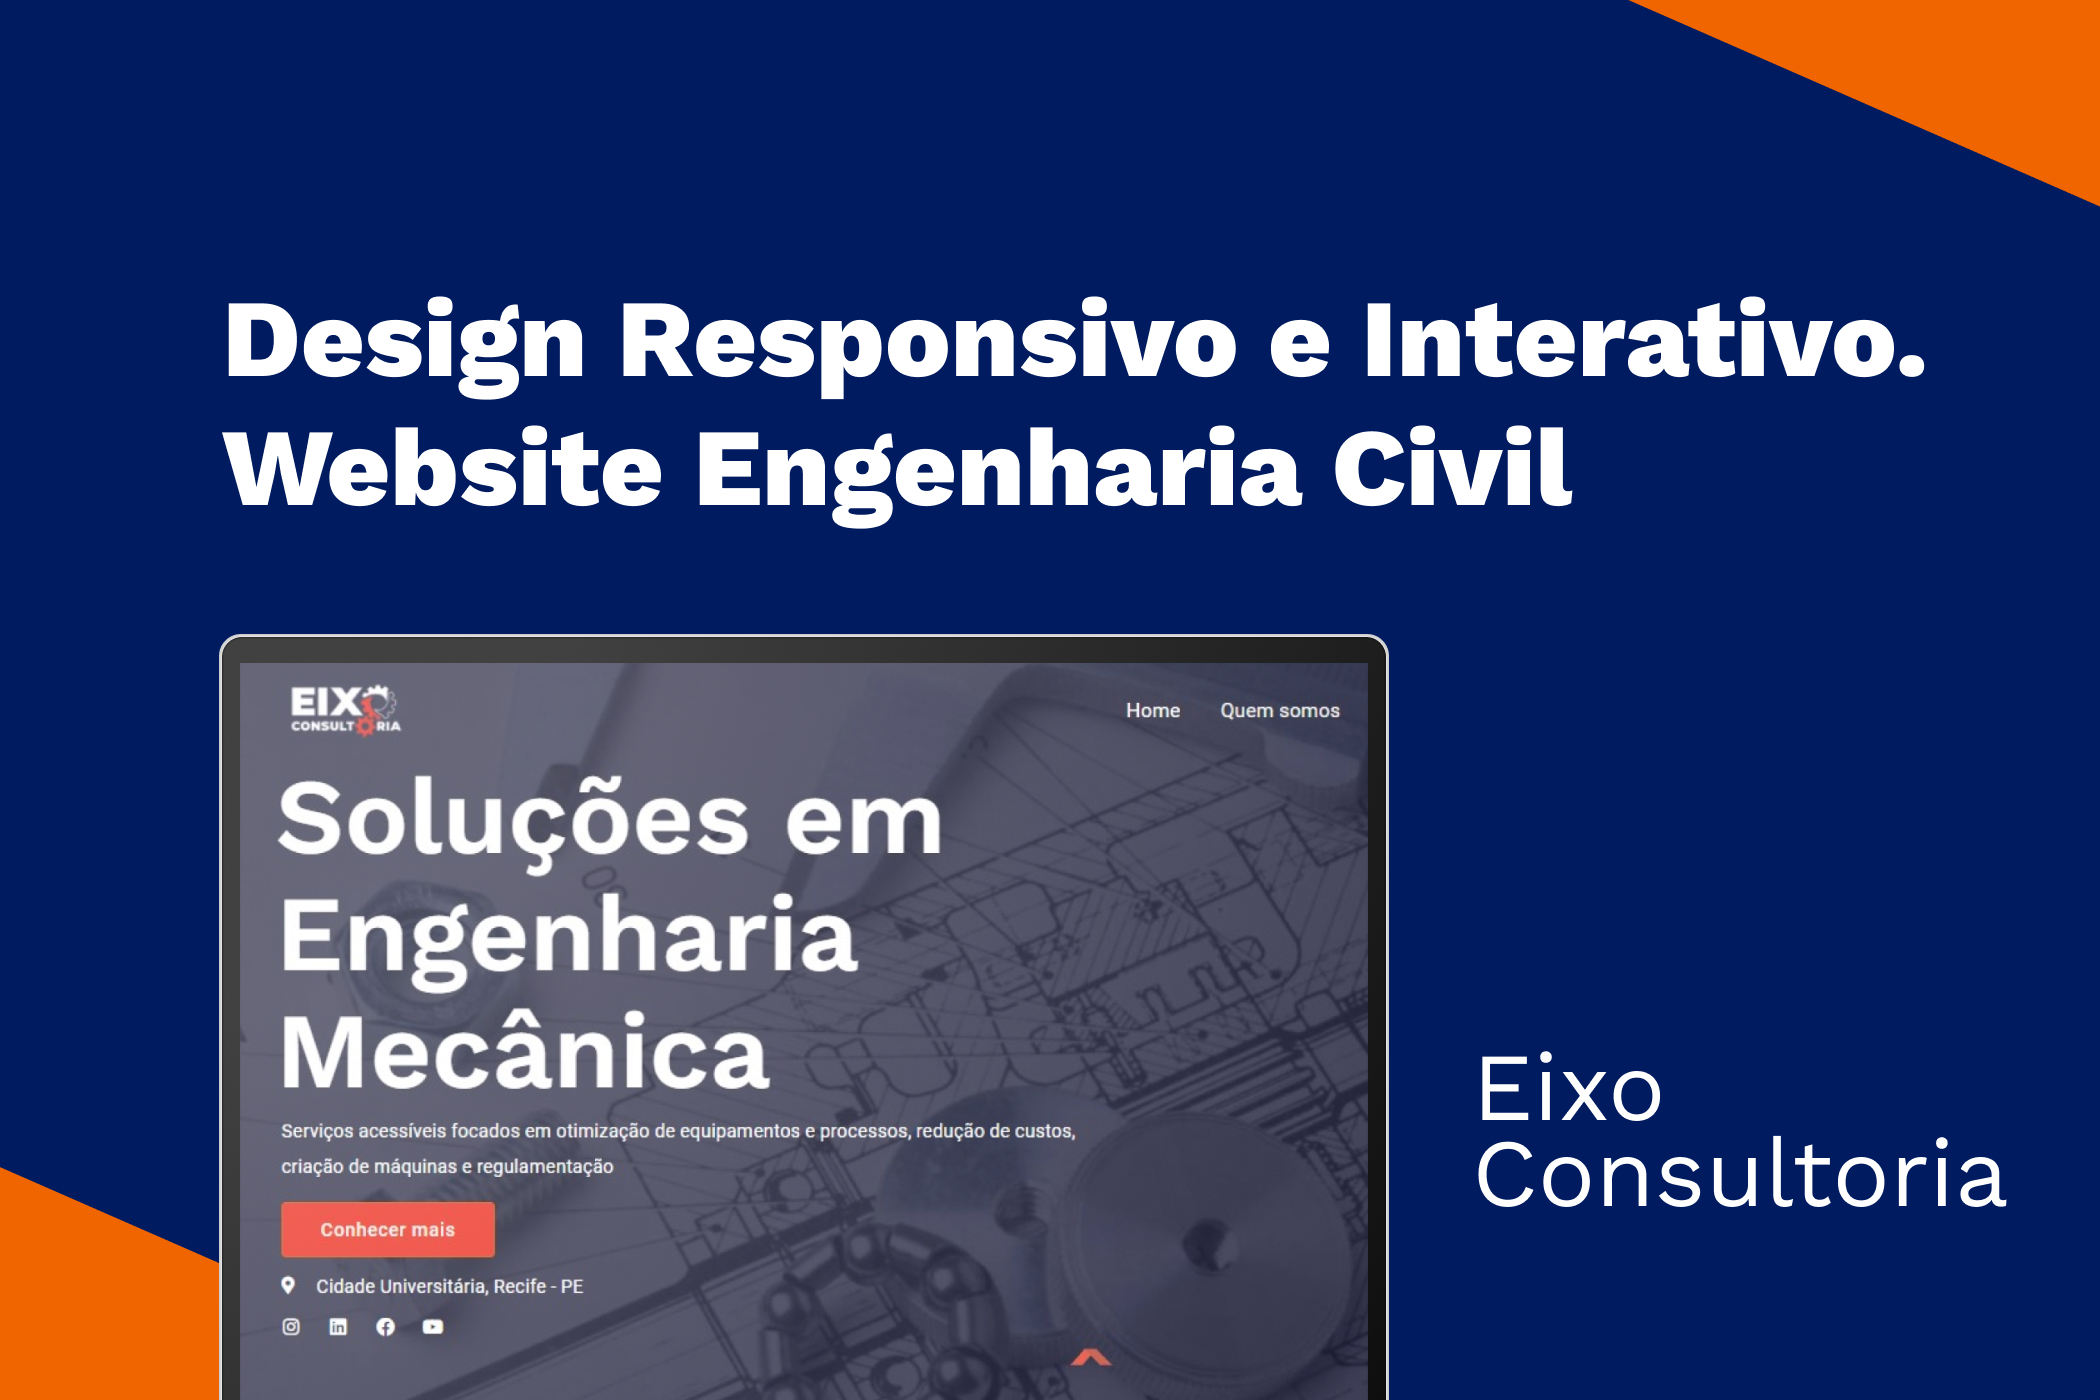 Design Responsivo e Interativo.
Website Engenharia Civil
EIXO
CONSULTORIA
Home Quem somos
Soluções em
Engenharia
Mecânica
Serviços acessíveis focados em otimização de equipamentos e processos, redução de custos,
criação de máquinas e regulamentação
Conhecer mais
Cidade Universitária, Recife - PE
Eixo
Consultoria